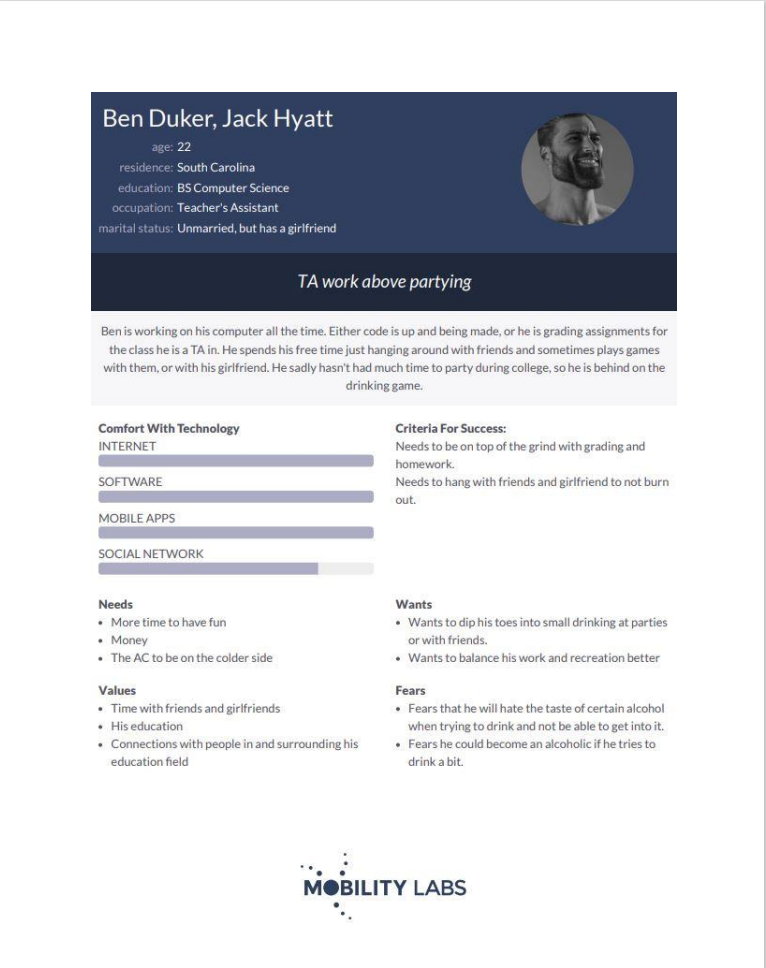 Ben Duker, Jack Hyatt
age: 22
residence: South Carolina
education: BS Computer Science
occupation: Teacher's Assistant
marital status: Unmarried, but has a girlfriend
TA work above partying
Ben is working on his computer all the time. Either code is up and being made, or he is grading assignments for
the class he is a TA in. He spends his free time just hanging around with friends and sometimes plays games
with them, or with his girlfriend. He sadly hasn't had much time to party during college, so he is behind on the
drinking game.
Comfort With Technology
INTERNET
SOFTWARE
MOBILE APPS
SOCIAL NETWORK
Criteria For Success:
Needs to be on top of the grind with grading and
homework.
Needs to hang with friends and girlfriend to not burn
out.
Needs
• More time to have fun
• Money
• The AC to be on the colder side
Wants
• Wants to dip his toes into small drinking at parties
or with friends.
• Wants to balance his work and recreation better
Values
• Time with friends and girlfriends
• His education
• Connections with people in and surrounding his
education field
Fears
• Fears that he will hate the taste of certain alcohol
when trying to drink and not be able to get into it.
• Fears he could become an alcoholic if he tries to
drink a bit.
MOBILITY LABS